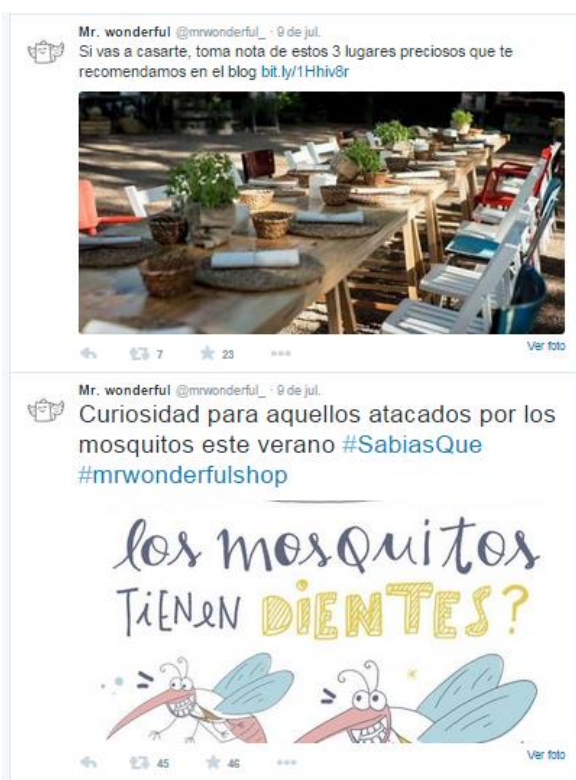 Mr. wonderful @mrwonderful_ · 9 de jul.
Si vas a casarte, toma nota de estos 3 lugares preciosos que te
recomendamos en el blog bit.ly/1Hhiv8r
7 23
Ver foto
Mr. wonderful @mrwonderful_ · 9 de jul.
Curiosidad para aquellos atacados por los
mosquitos este verano #SabiasQue
#mrwonderfulshop
los mosquitos
TiENEN DiENTES?
45 46
Ver foto